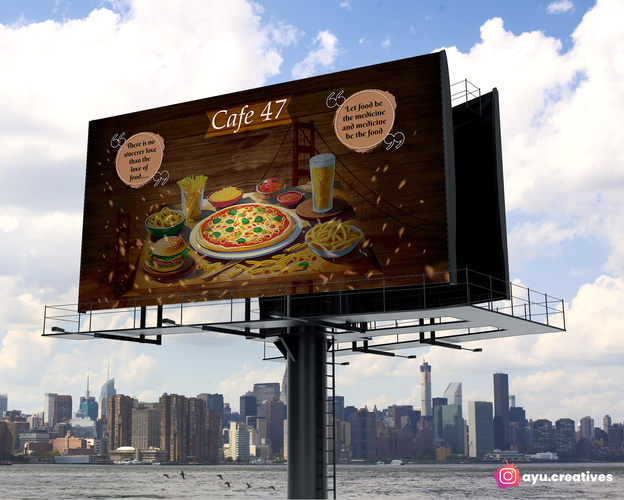 Cafe 47
There is no
sincerer love
than the
love of
food....
Let food be
the medicine
and medicine
be the food
ayu.creatives